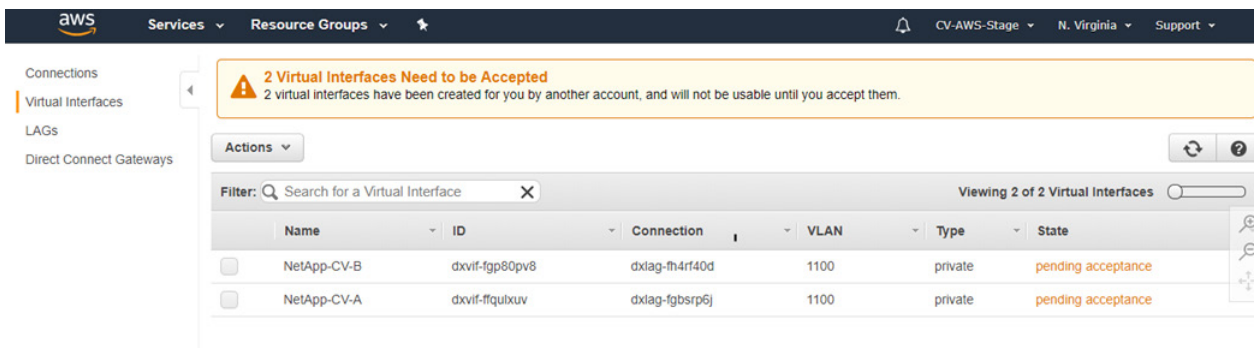 aws Services Resource Groups CV-AWS-Stage N. Virginia Support
Connections
Virtual Interfaces
LAGs
Direct Connect Gateways
2 Virtual Interfaces Need to be Accepted
2 virtual interfaces have been created for you by another account, and will not be usable until you accept them.
Actions
Filter: Search for a Virtual Interface Viewing 2 of 2 Virtual Interfaces
Name ID Connection VLAN Type State
NetApp-CV-B dxvif-fgp80pv8 dxlag-fh4rf40d 1100 private pending acceptance
NetApp-CV-A dxvif-ffqulxuv dxlag-fgbsrp6j 1100 private pending acceptance